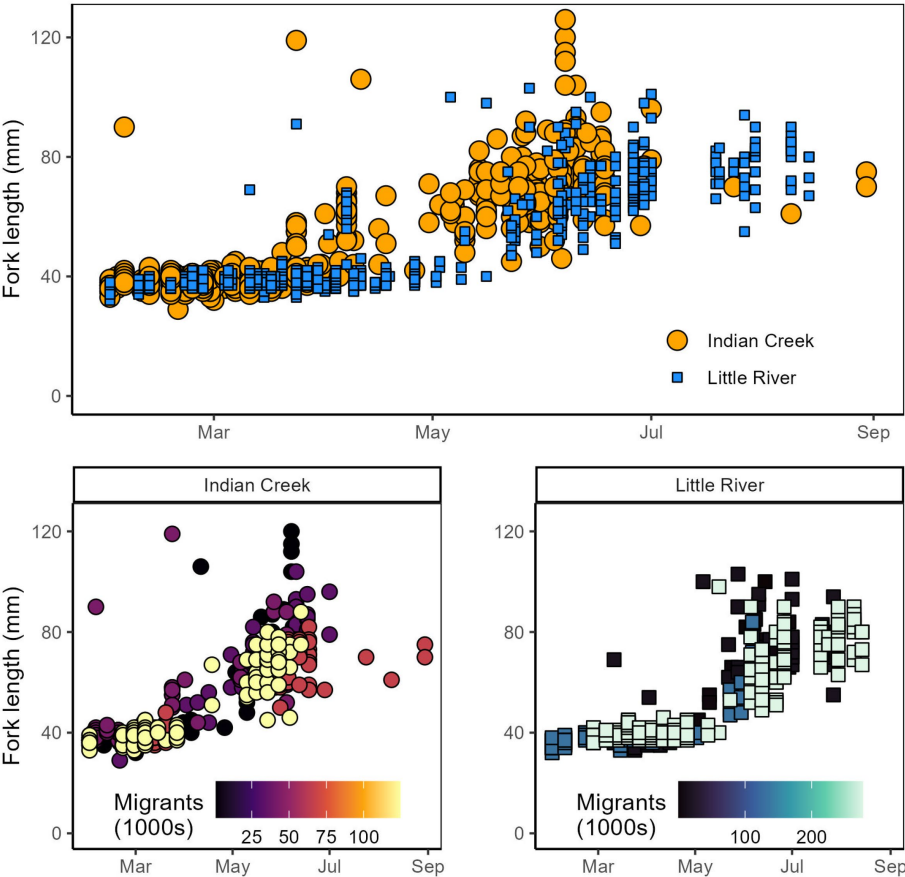 Fork length (mm)
120
80
40
0
Indian Creek
Little River
Mar May Jul Sep
Indian Creek
Little River
Fork length (mm)
120
80
40
0
Migrants
(1000s)
25 50 75 100
Mar May Jul Sep
120
80
40
0
Migrants
(1000s)
100 200
Mar May Jul Sep